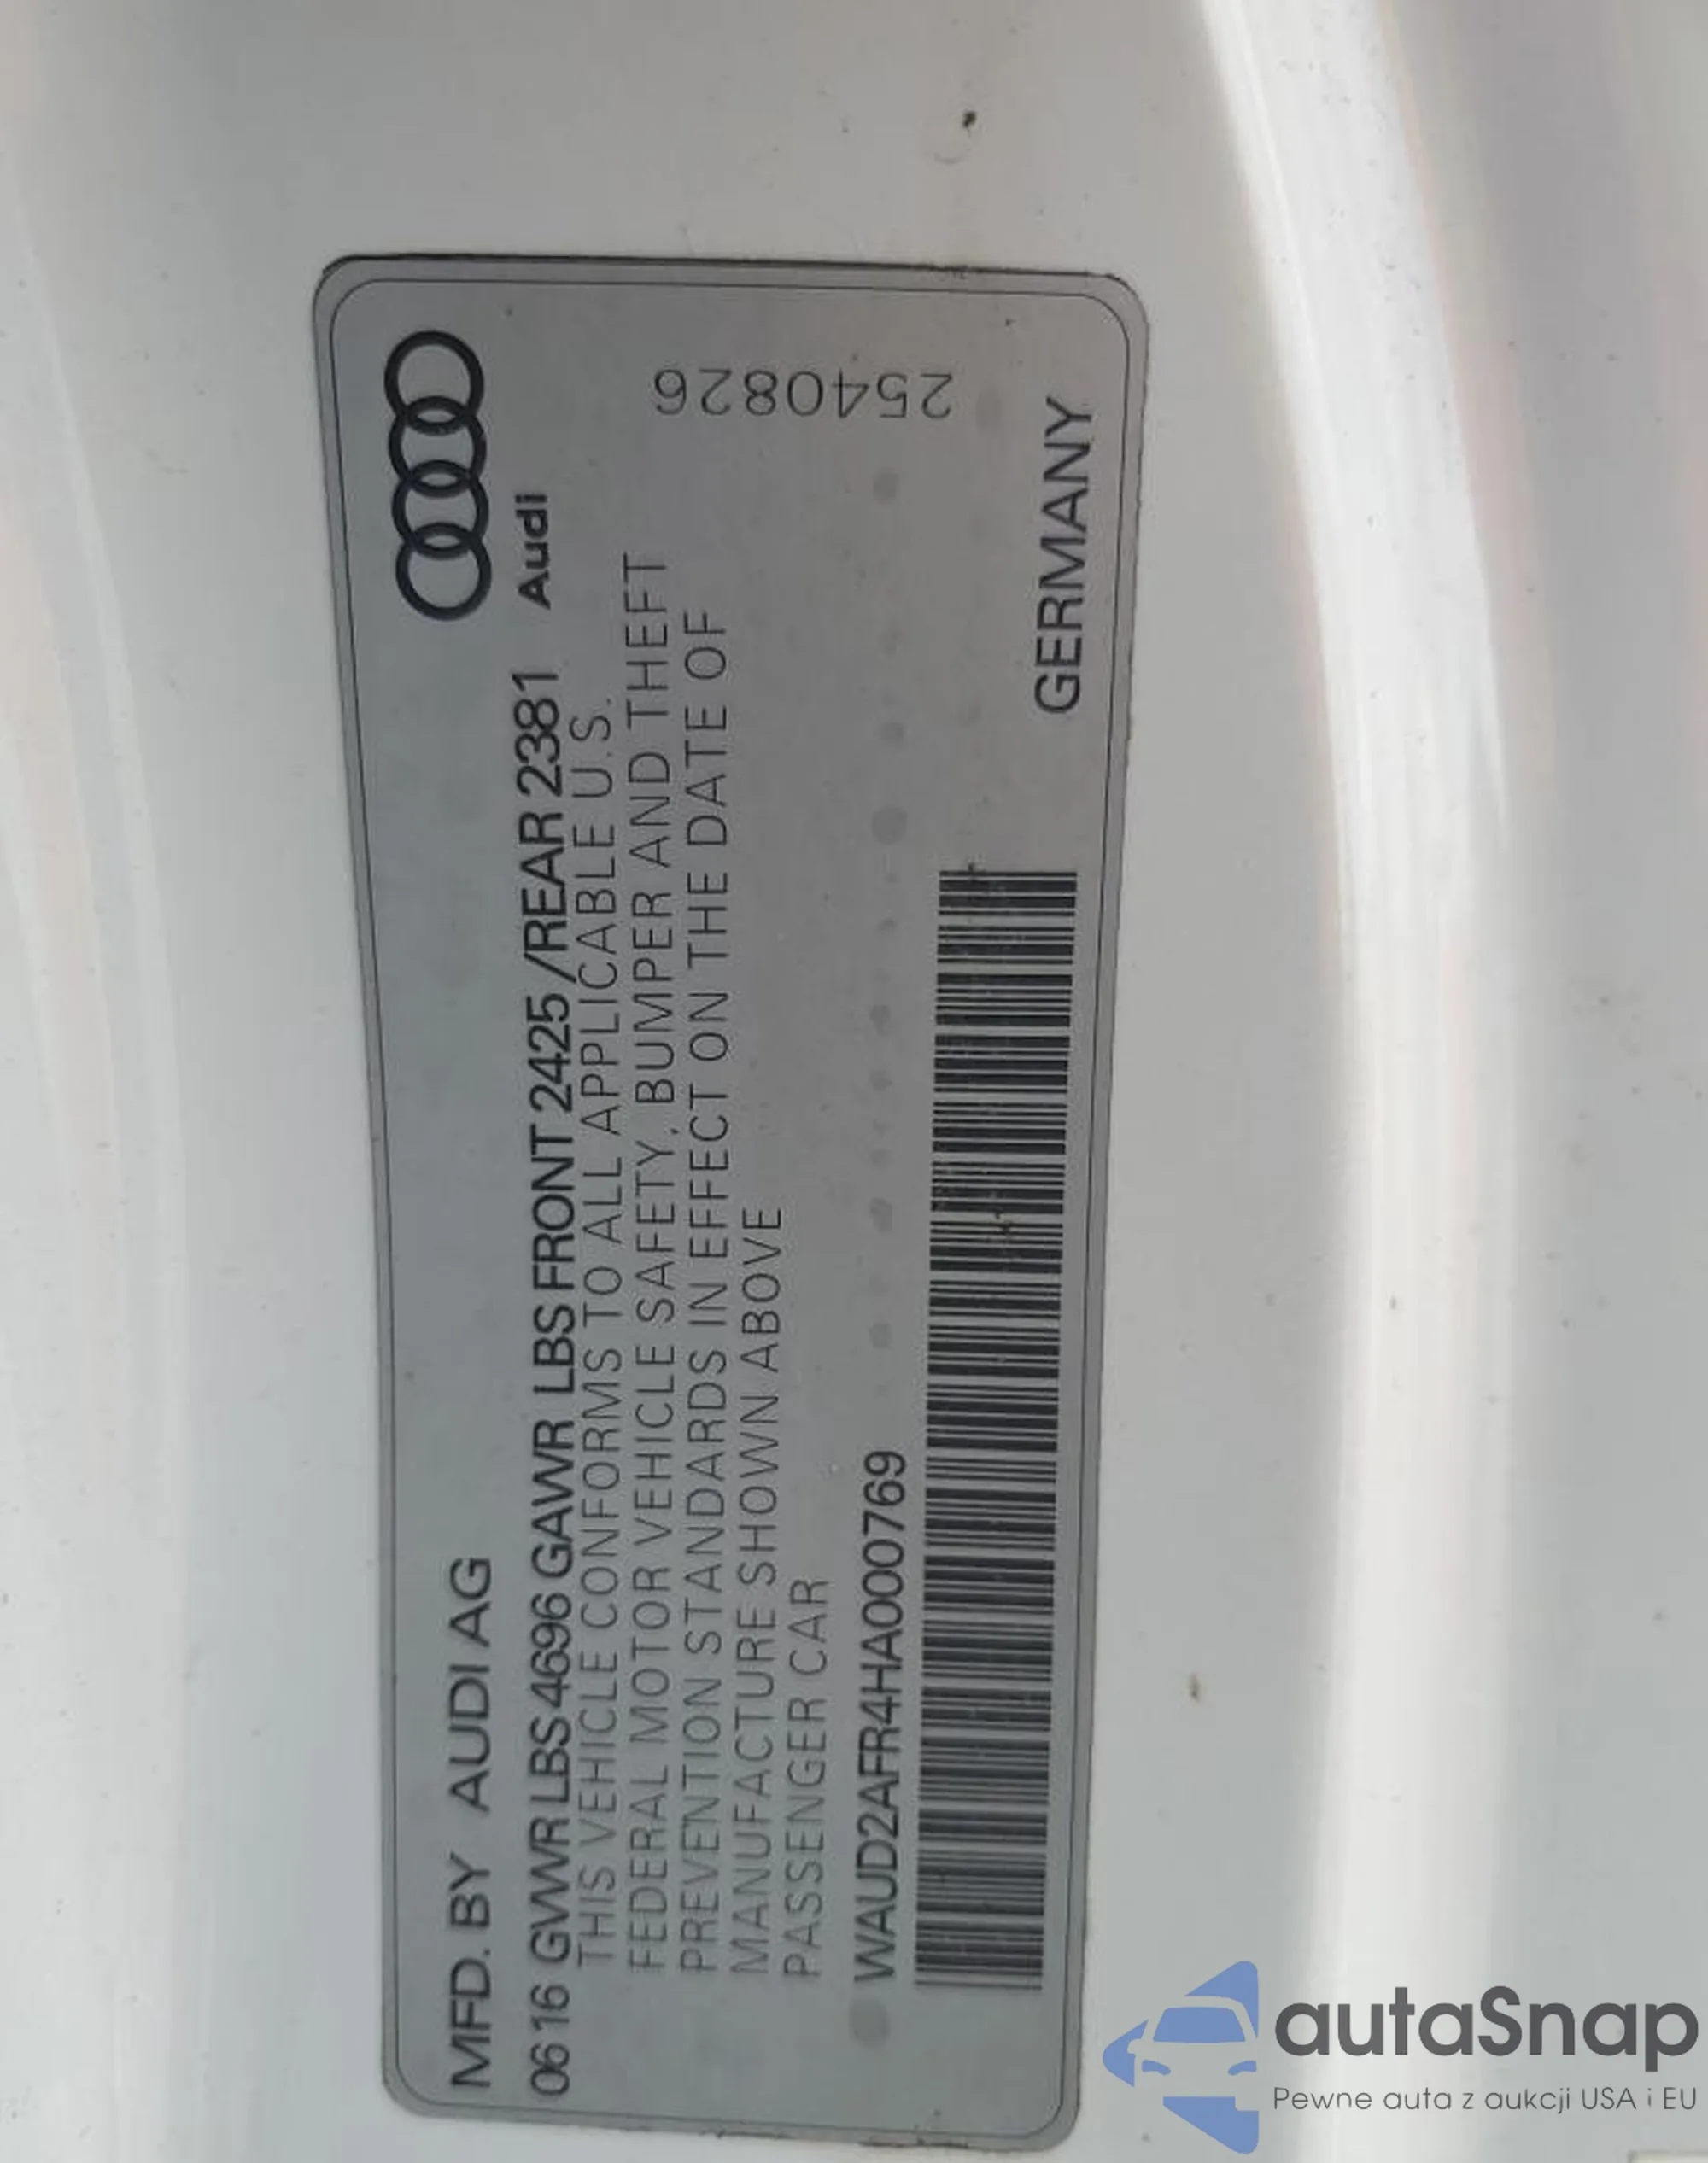 MFD. BY AUDI AG
0616 GVWR LBS 4696 GAWR LBS FRONT 2425/REAR 2381
Audi
THIS VEHICLE CONFORMS TO ALL APPLICABLE U.S.
FEDERAL MOTOR VEHICLE SAFETY, BUMPER AND THEFT
PREVENTION STANDARDS IN EFFECT ON THE DATE OF
MANUFACTURE SHOWN ABOVE
PASSENGER CAR
2540826
WAUD2AFR4HA000769
GERMANY
autaSnap
Pewne auta z aukcji USA i EU